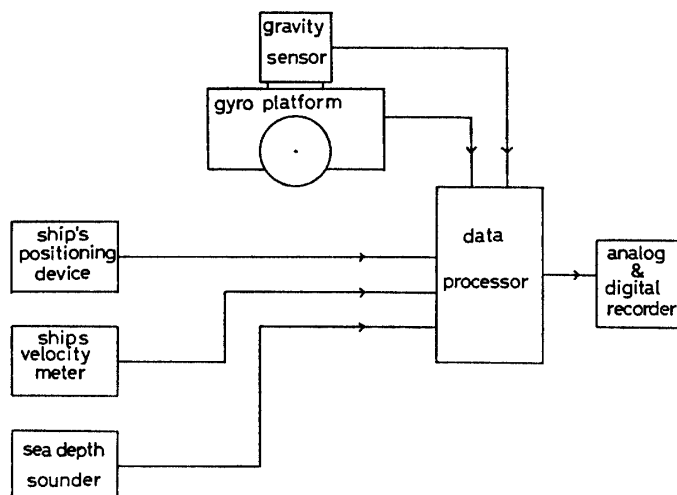 gravity
sensor
gyro platform
ship's
positioning
device
data
processor
analog
&
digital
recorder
ships
velocity
meter
sea depth
sounder